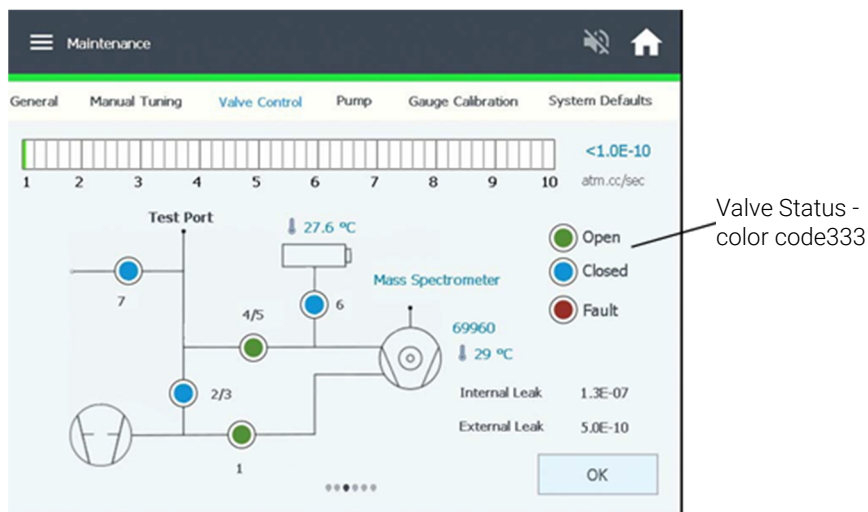 Maintenance
General Manual Tuning Valve Control Pump Gauge Calibration System Defaults
<1.0E-10
1 2 3 4 5 6 7 8 9 10 atm.cc/sec
Test Port
27.6 ºC
Open
Closed
Fault
Valve Status -
color code333
7
4/5
6
Mass Spectrometer
69960
29 ºC
2/3
Internal Leak 1.3E-07
External Leak 5.0E-10
1
OK